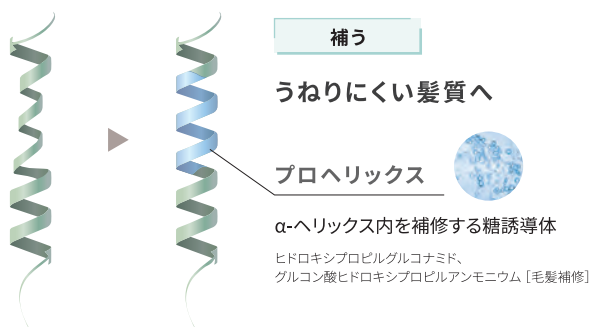 補う
うねりにくい髪質へ
プロヘリックス
α-ヘリックス内を補修する糖誘導体
ヒドロキシプロピルグルコナミド、
グルコン酸ヒドロキシプロピルアンモニウム［毛髪補修］